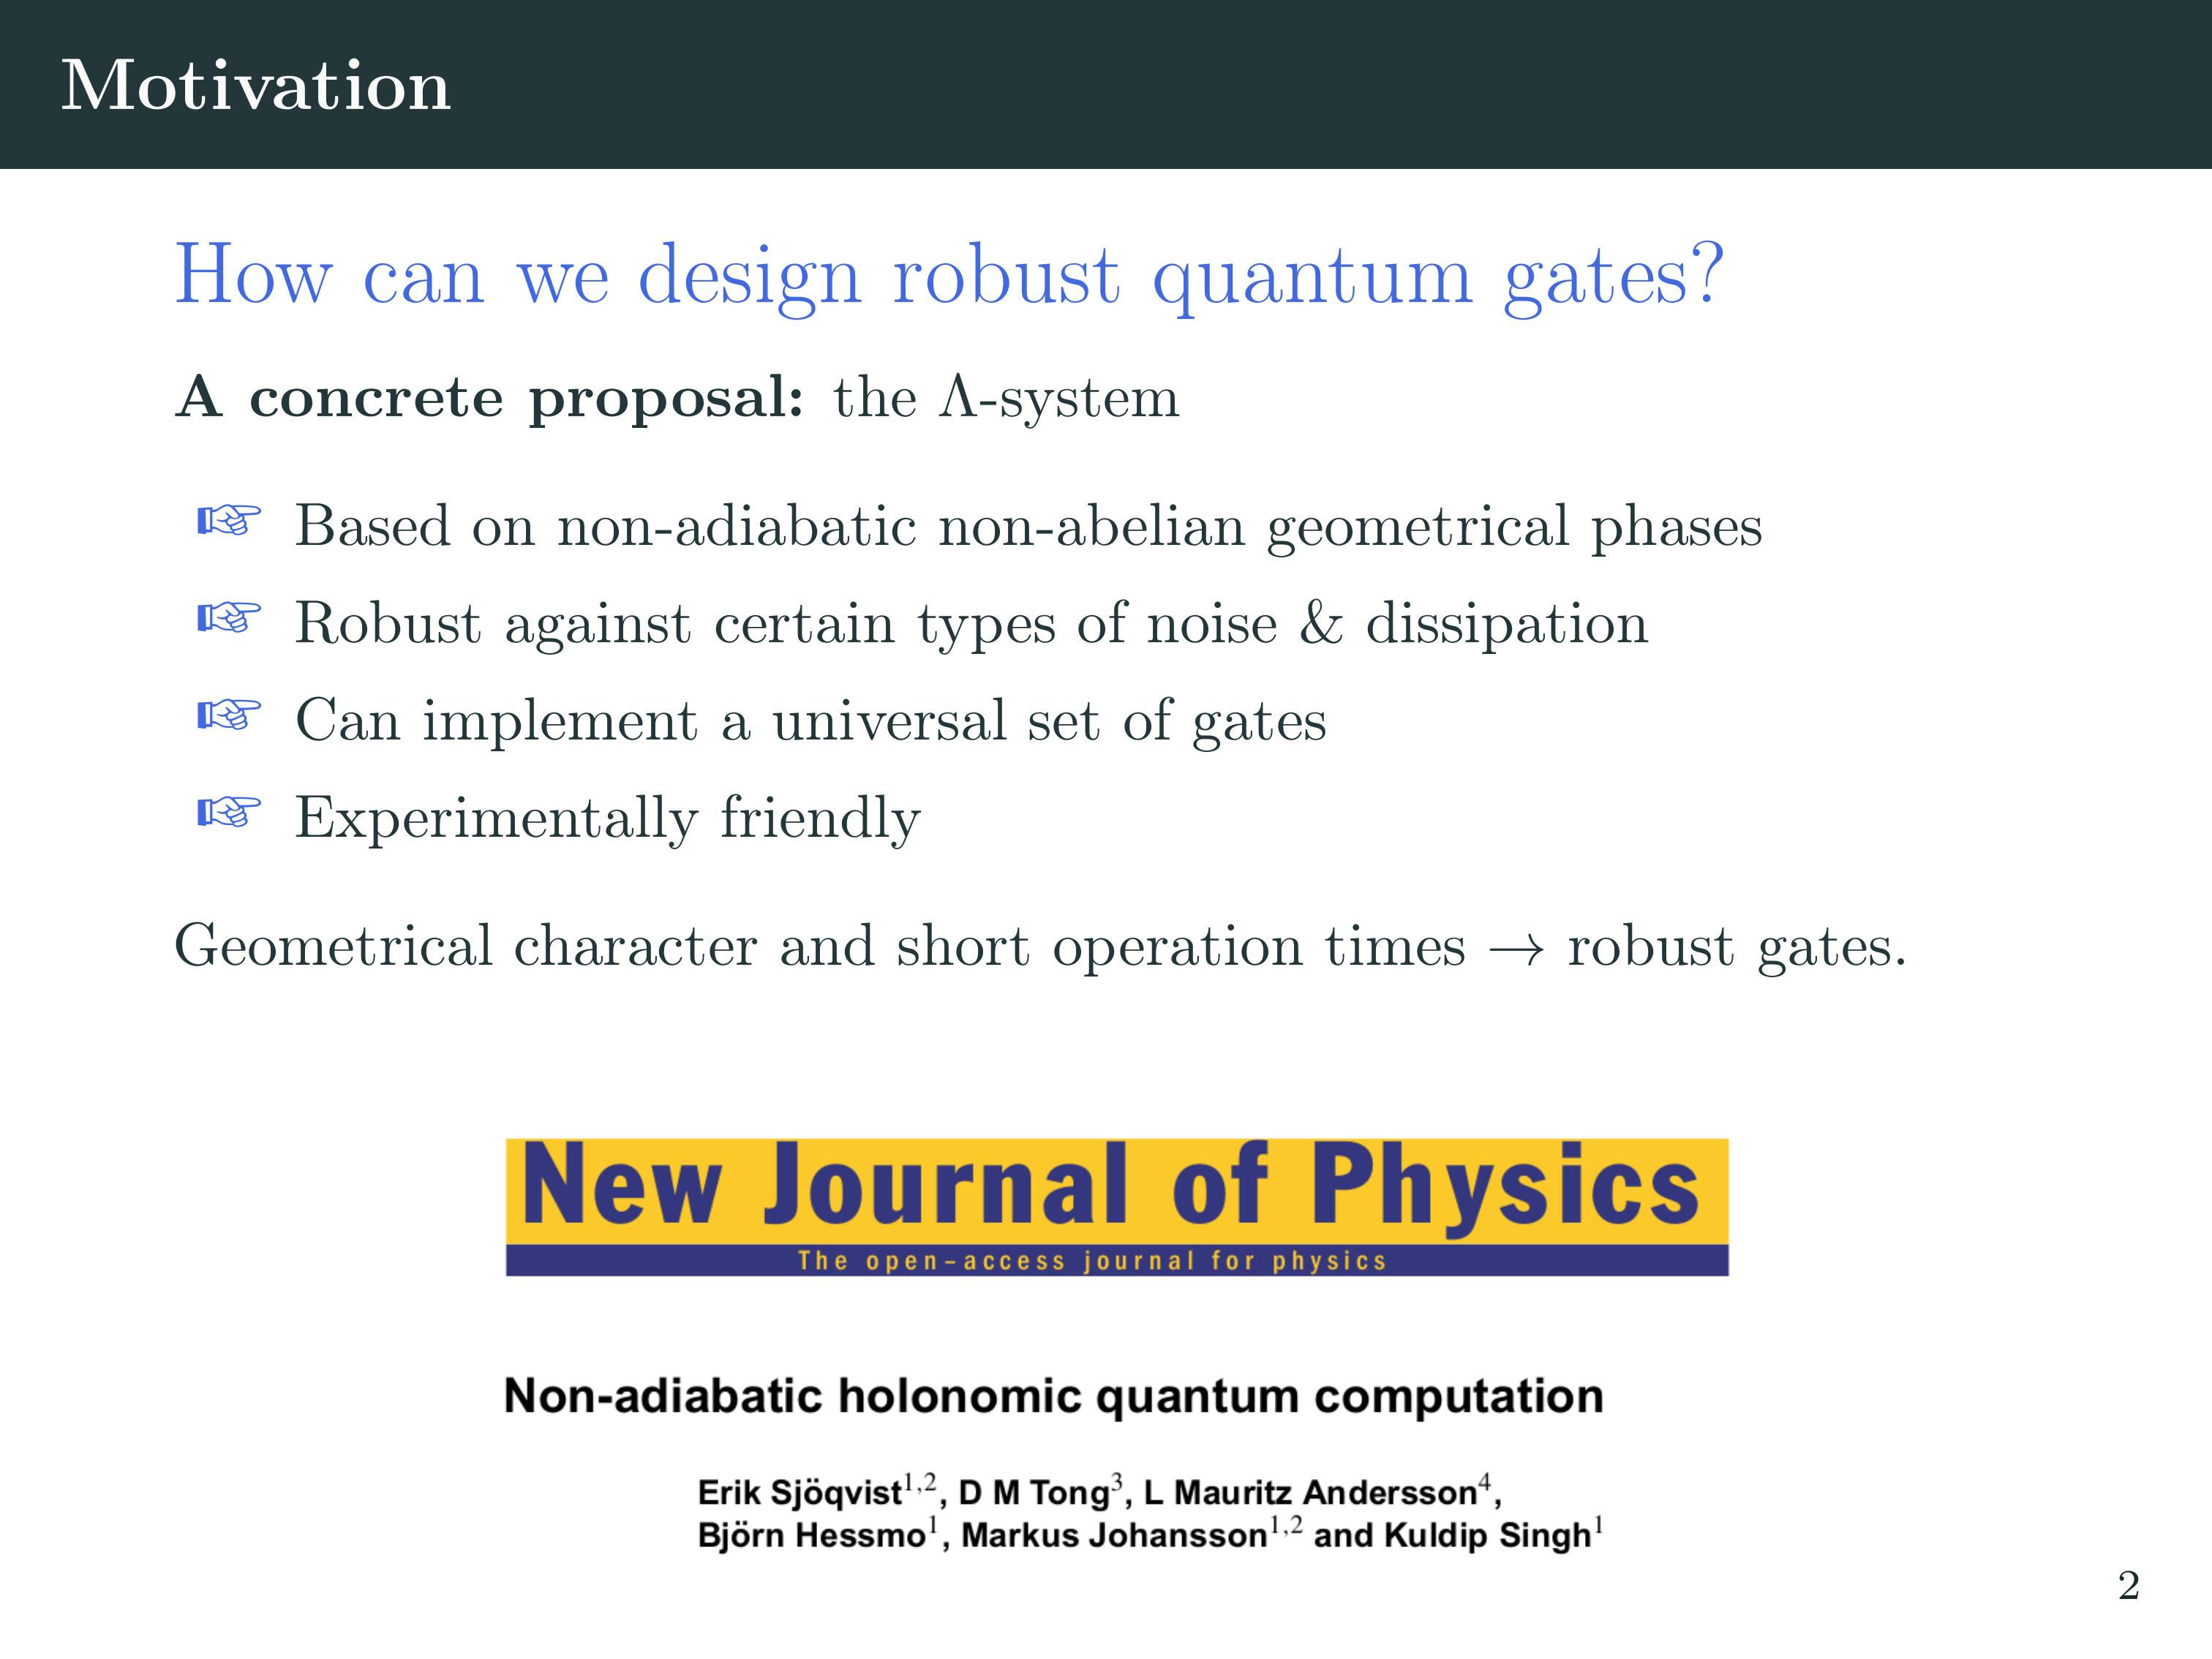 Motivation
How can we design robust quantum gates?
A concrete proposal: the Λ-system
☞ Based on non-adiabatic non-abelian geometrical phases
☞ Robust against certain types of noise & dissipation
☞ Can implement a universal set of gates
☞ Experimentally friendly
Geometrical character and short operation times → robust gates.
New Journal of Physics
The open–access journal for physics
Non-adiabatic holonomic quantum computation
Erik Sjöqvist1,2, D M Tong3, L Mauritz Andersson4,
Björn Hessmo1, Markus Johansson1,2 and Kuldip Singh1
2